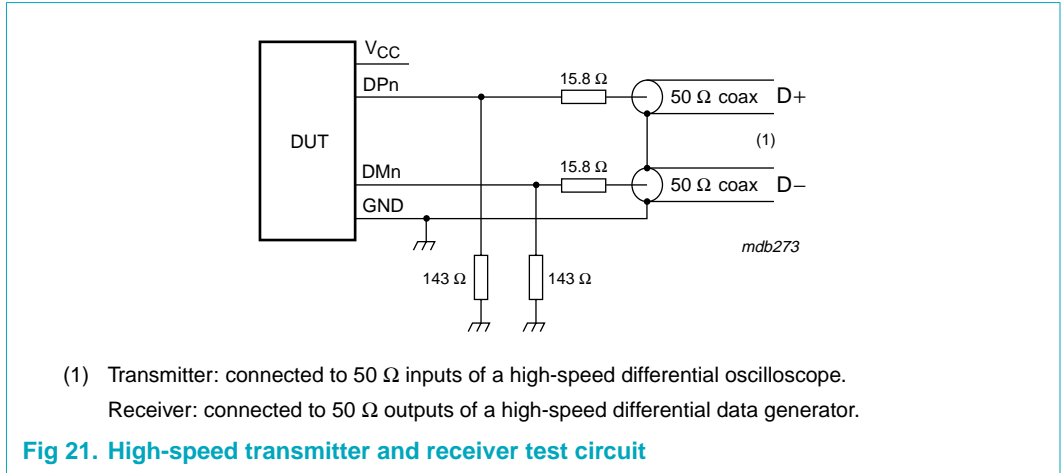 VCC
DPn
15.8 Ω
50 Ω coax D+
DUT
(1)
DMn
15.8 Ω
50 Ω coax D−
GND
mdb273
143 Ω
143 Ω
(1) Transmitter: connected to 50 Ω inputs of a high-speed differential oscilloscope.
Receiver: connected to 50 Ω outputs of a high-speed differential data generator.
Fig 21. High-speed transmitter and receiver test circuit